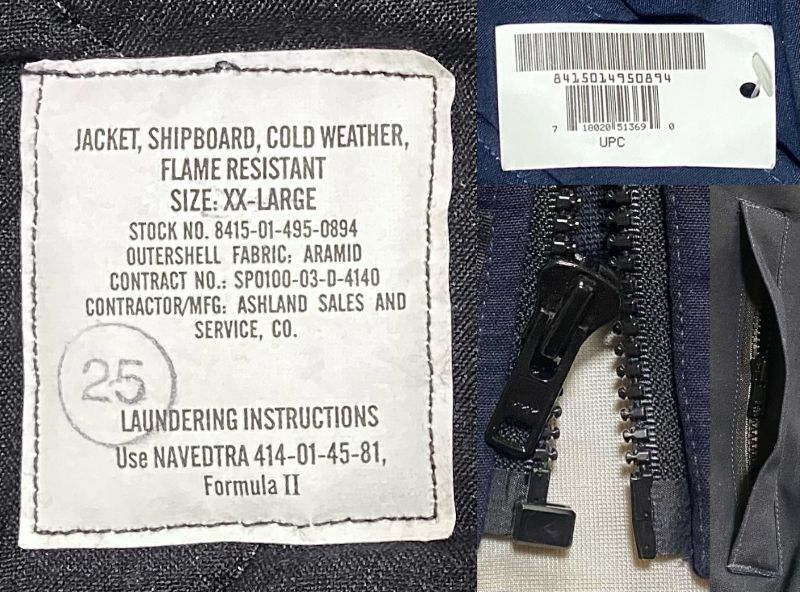 JACKET, SHIPBOARD, COLD WEATHER,
FLAME RESISTANT
SIZE: XX-LARGE
STOCK NO. 8415-01-495-0894
OUTERSHELL FABRIC: ARAMID
CONTRACT NO.: SPO100-03-D-4140
CONTRACTOR/MFG: ASHLAND SALES AND
SERVICE, CO.
25
LAUNDERING INSTRUCTIONS
Use NAVEDTRA 414-01-45-81,
Formula II
8415014950894
7 18020 51369 0
UPC